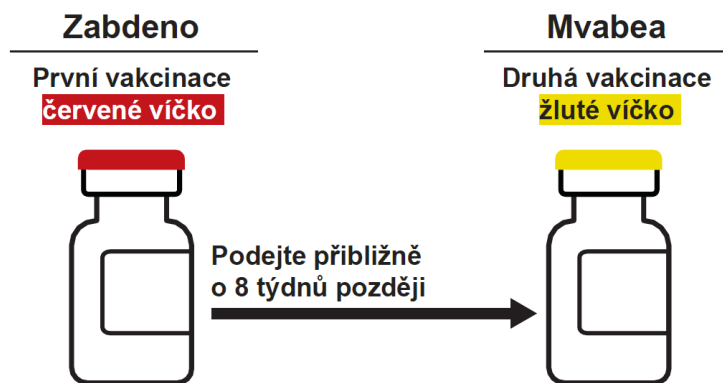 Zabdeno
První vakcinace
červené víčko
Mvabea
Druhá vakcinace
žluté víčko
Podejte přibližně
o 8 týdnů později